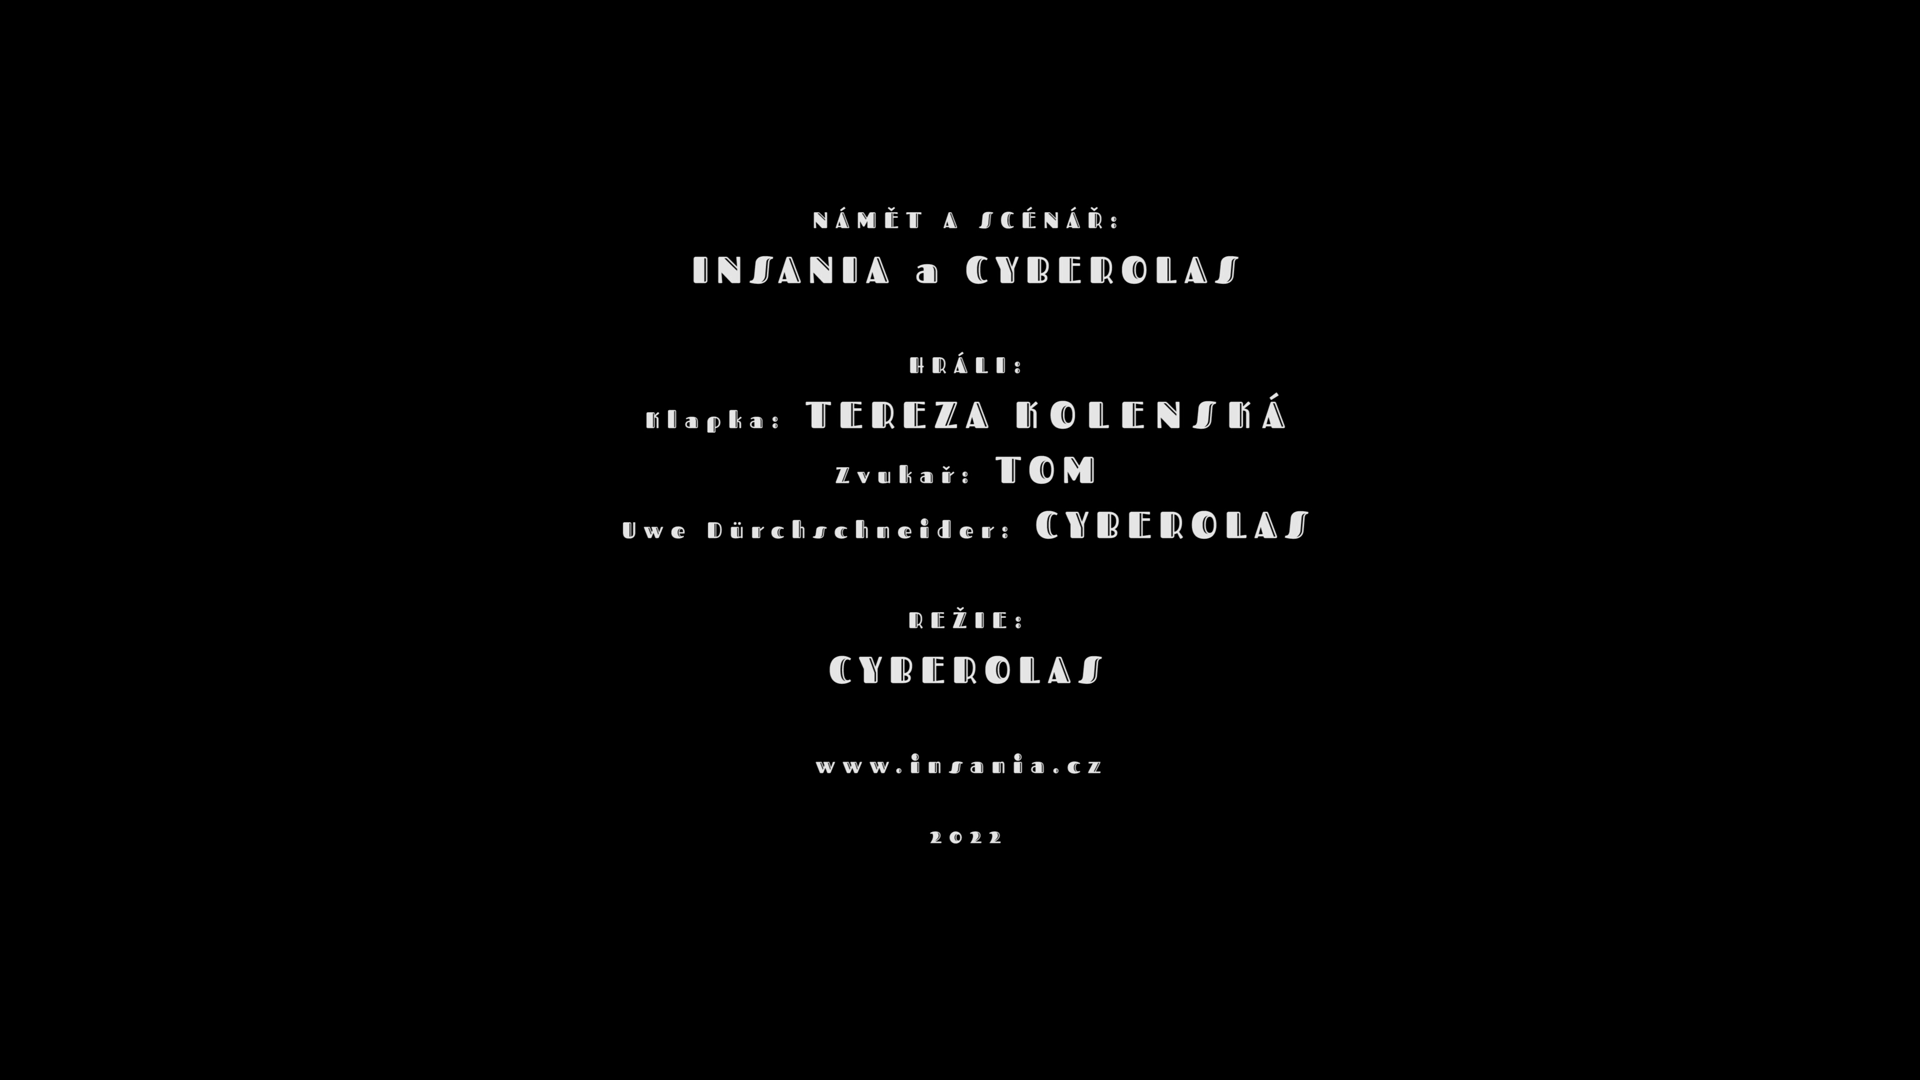 NÁMĚT A SCÉNÁŘ:
INSANIA a CYBEROLAS
HRÁLI:
Klapka: TEREZA KOLENSKÁ
Zvukař: TOM
Uwe Dürchschneider: CYBEROLAS
REŽIE:
CYBEROLAS
www.insania.cz
2022